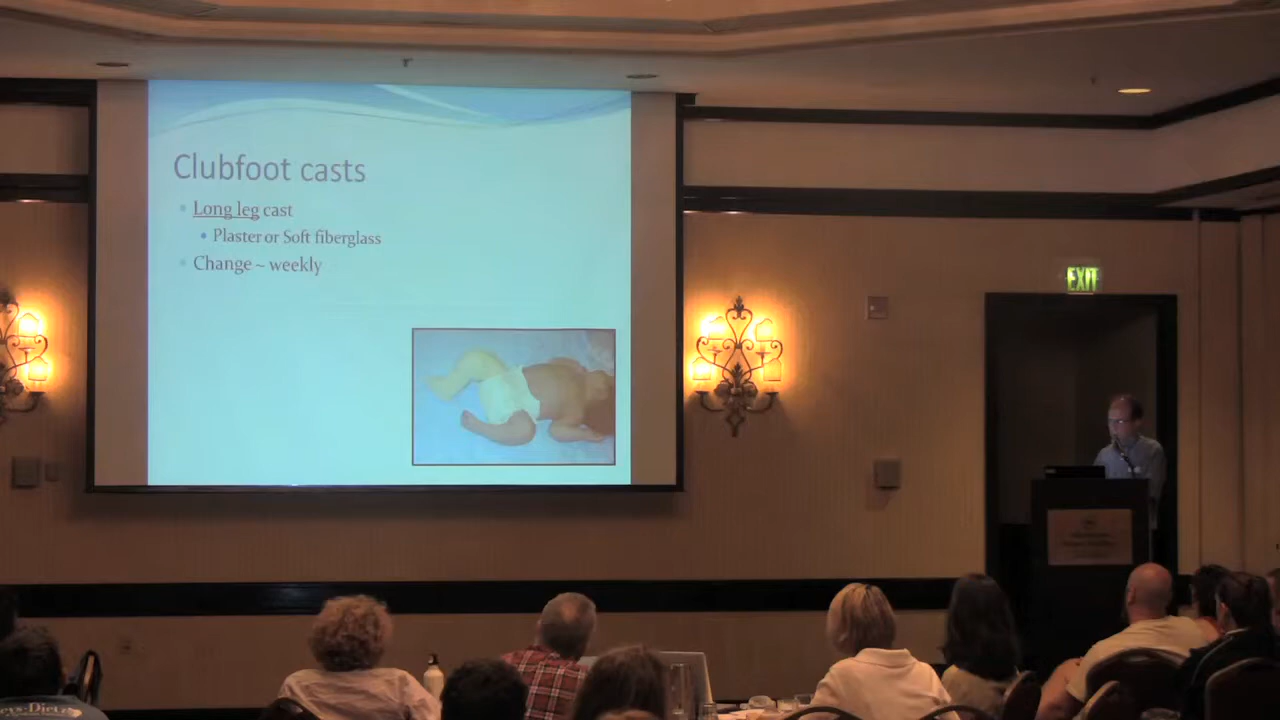 Clubfoot casts
Long leg cast
Plaster or Soft fiberglass
Change ~ weekly
EXIT